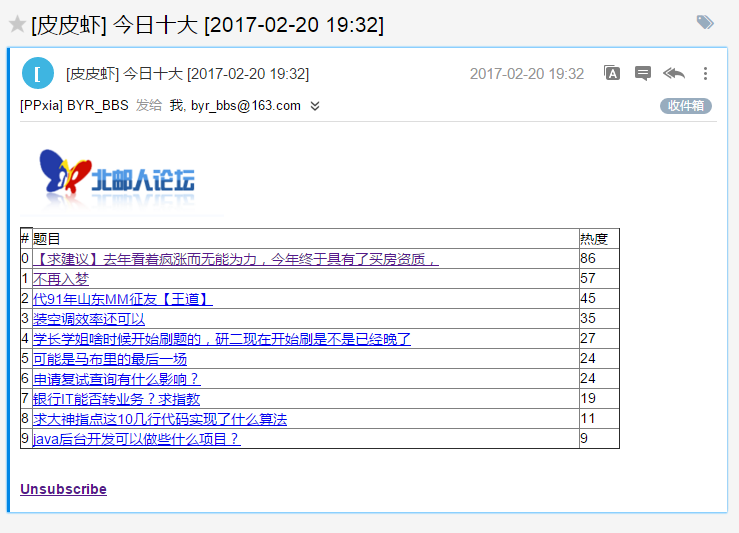 [皮皮虾] 今日十大 [2017-02-20 19:32]
[ [皮皮虾] 今日十大 [2017-02-20 19:32] 2017-02-20 19:32 A
[PPxia] BYR_BBS 发给 我, byr_bbs@163.com 收件箱
北邮人论坛
# 题目 热度
0 【求建议】去年看着疯涨而无能为力，今年终于具有了买房资质， 86
1 不再入梦 57
2 代91年山东MM征友【王道】 45
3 装空调效率还可以 35
4 学长学姐啥时候开始刷题的，研二现在开始刷是不是已经晚了 27
5 可能是马布里的最后一场 24
6 申请复试查询有什么影响？ 24
7 银行IT能否转业务？求指教 19
8 求大神指点这10几行代码实现了什么算法 11
9 java后台开发可以做些什么项目？ 9
Unsubscribe